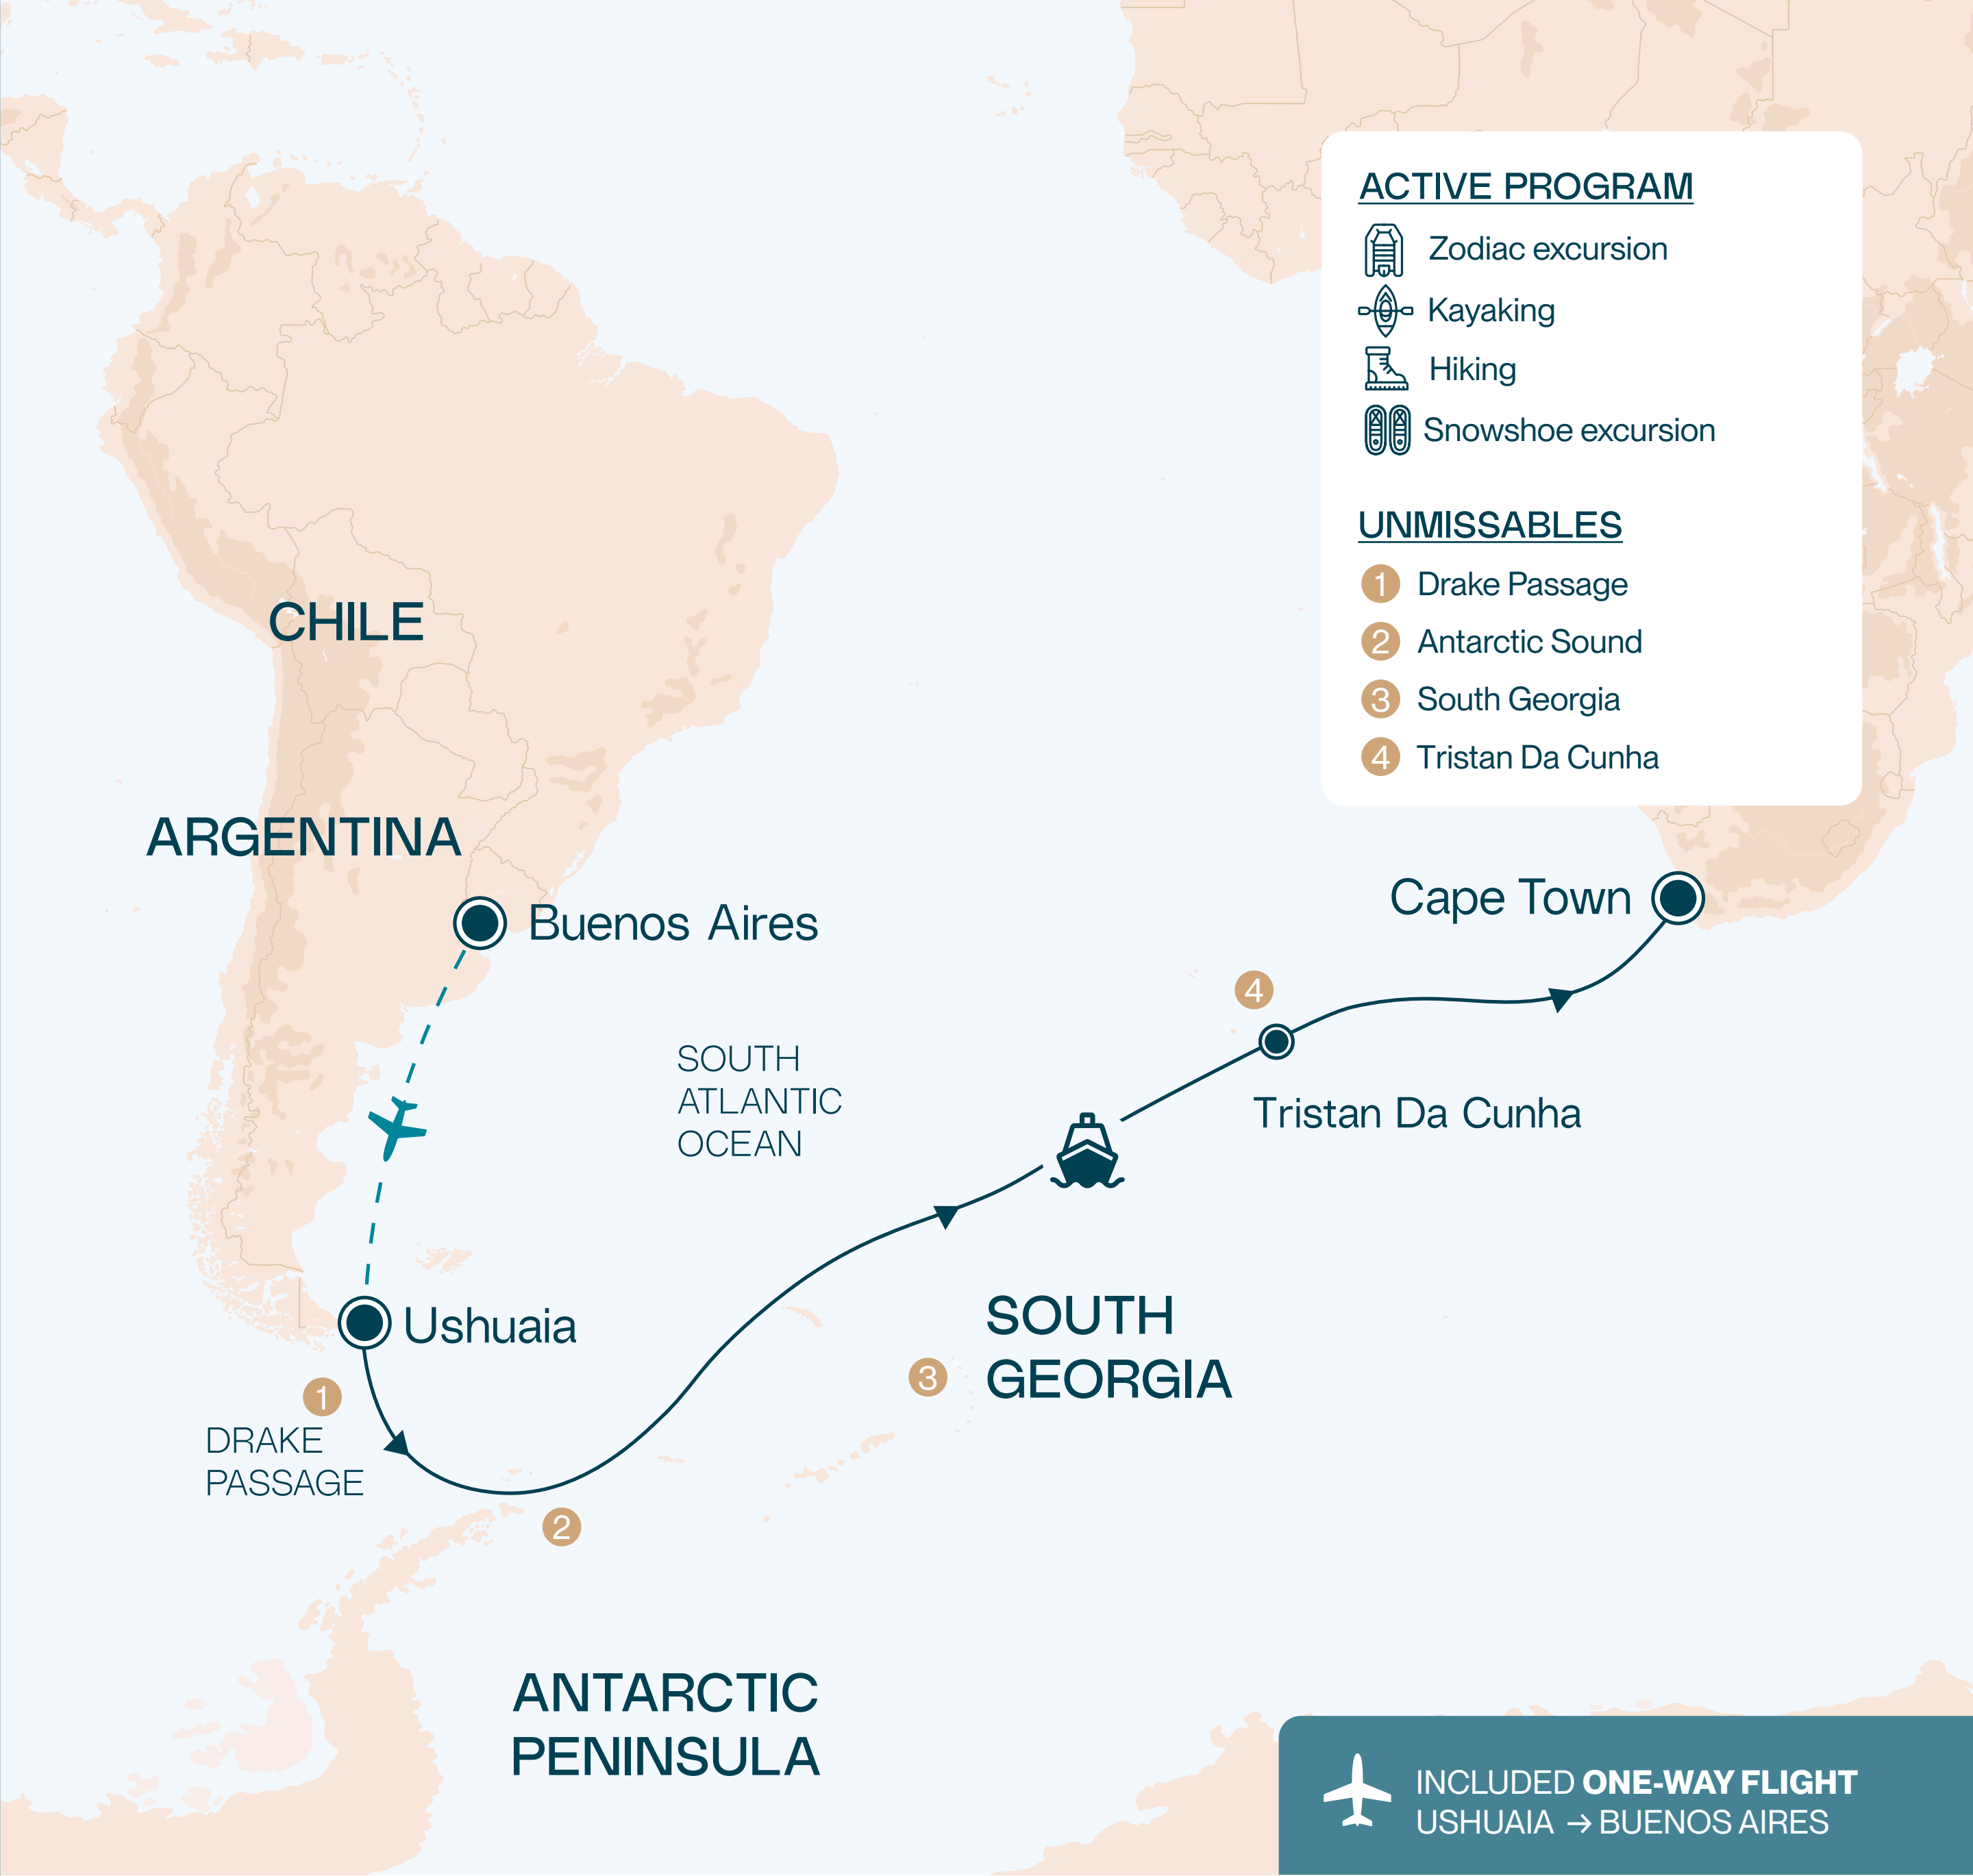 ACTIVE PROGRAM
Zodiac excursion
Kayaking
Hiking
Snowshoe excursion
UNMISSABLES
1 Drake Passage
2 Antarctic Sound
3 South Georgia
4 Tristan Da Cunha
CHILE
ARGENTINA
Buenos Aires
Cape Town
4
SOUTH
ATLANTIC
OCEAN
Tristan Da Cunha
Ushuaia
SOUTH
GEORGIA
3
1
DRAKE
PASSAGE
2
ANTARCTIC
PENINSULA
INCLUDED ONE-WAY FLIGHT
USHUAIA → BUENOS AIRES